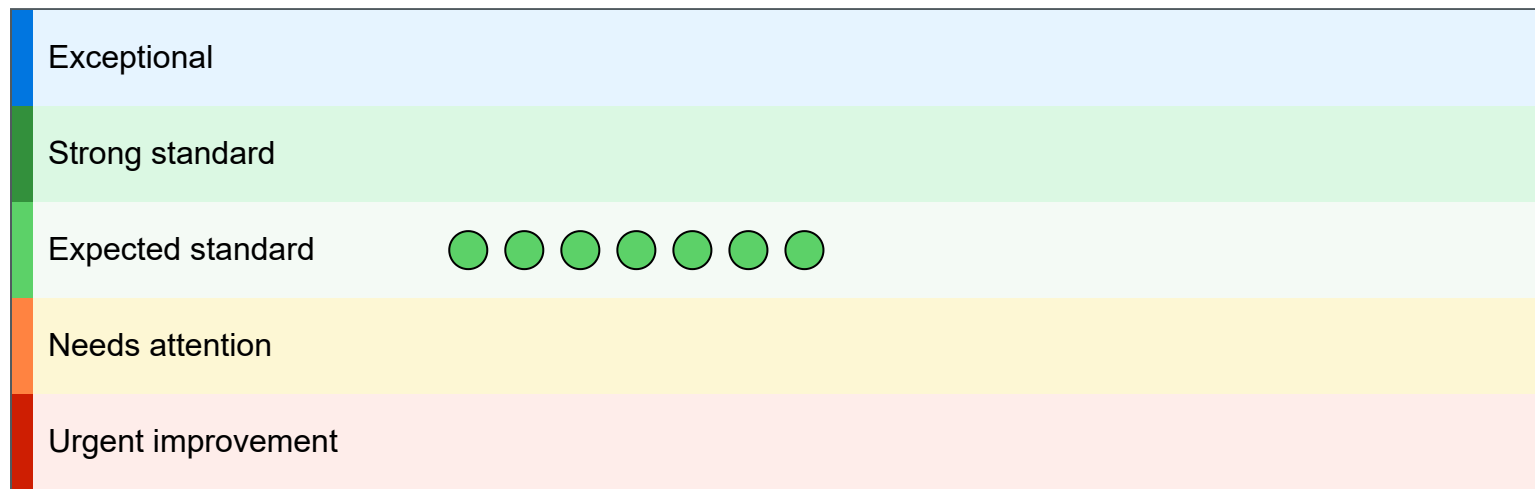 Exceptional
Strong standard
Expected standard
Needs attention
Urgent improvement